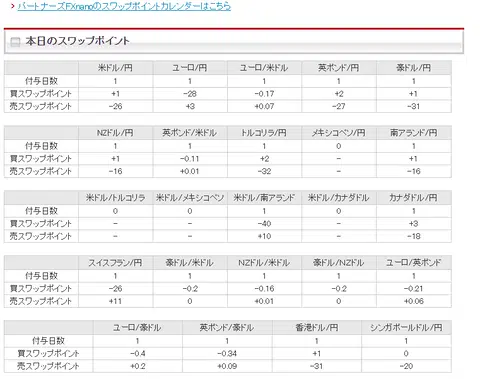 パートナーズFXnanoのスワップポイントカレンダーはこちら
本日のスワップポイント
米ドル/円 ユーロ/円 ユーロ/米ドル 英ポンド/円 豪ドル/円
付与日数 1 1 1 1 1
買スワップポイント +1 -28 -0.17 +2 +1
売スワップポイント -26 +3 +0.07 -27 -31
NZドル/円 英ポンド/米ドル トルコリラ/円 メキシコペソ/円 南アランド/円
付与日数 1 1 1 0 1
買スワップポイント +1 -0.11 +2 - +1
売スワップポイント -16 +0.01 -32 - -16
米ドル/トルコリラ 米ドル/メキシコペソ 米ドル/南アランド 米ドル/カナダドル カナダドル/円
付与日数 0 0 1 0 1
買スワップポイント - - -40 - +3
売スワップポイント - - +10 - -18
スイスフラン/円 豪ドル/米ドル NZドル/米ドル 豪ドル/NZドル ユーロ/英ポンド
付与日数 1 1 1 1 1
買スワップポイント -26 -0.2 -0.16 -0.2 -0.21
売スワップポイント +11 0 +0.01 0 +0.06
ユーロ/豪ドル 英ポンド/豪ドル 香港ドル/円 シンガポールドル/円
付与日数 1 1 1 1
買スワップポイント -0.4 -0.34 +1 0
売スワップポイント +0.2 +0.09 -31 -20